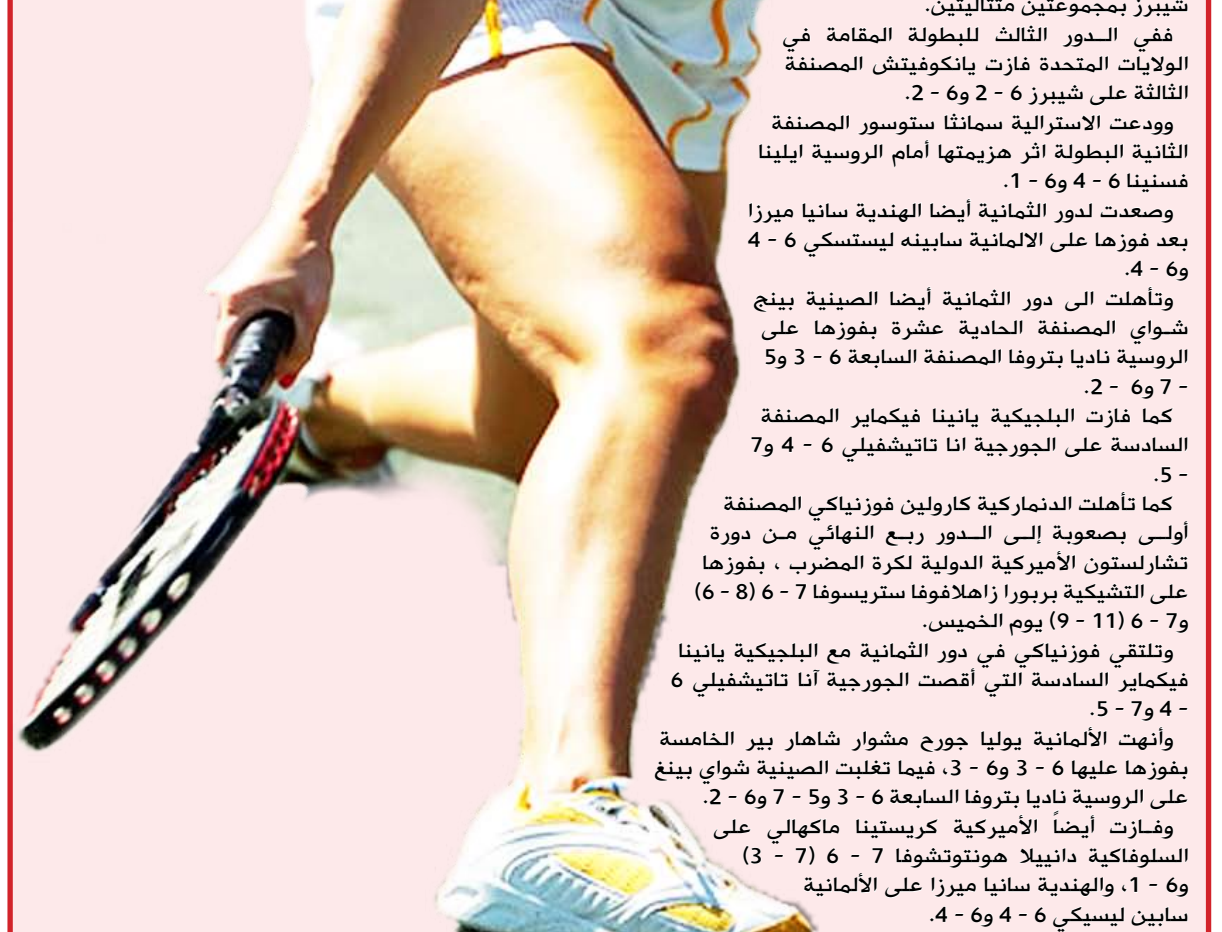 شيبرز بمجموعتين متتاليتين.
ففي الـدور الثالث للبطولة المقامة في
الولايات المتحدة فازت يانكوفيتش المصنفة
الثالثة على شيبرز 6 - 2 و6 - 2.
وودعت الاسترالية سمانثا ستوسور المصنفة
الثانية البطولة اثر هزيمتها أمام الروسية ايلينا
فسنينا 6 - 4 و6 - 1.
وصعدت لدور الثمانية أيضا الهندية سانيا ميرزا
بعد فوزها على الالمانية سابينه ليستسكي 6 - 4
و6 - 4.
وتأهلت الى دور الثمانية أيضا الصينية بينج
شـواي المصنفة الحادية عشرة بفوزها على
الروسية ناديا بتروفا المصنفة السابعة 6 - 3 و5
- 7 و6 - 2.
كما فازت البلجيكية يانينا فيكماير المصنفة
السادسة على الجورجية انا تاتيشفيلي 6 - 4 و7
- 5.
كما تأهلت الدنماركية كارولين فوزنياكي المصنفة
أولـى بصعوبة إلـى الـدور ربـع النهائي مـن دورة
تشارلستون الأميركية الدولية لكرة المضرب ، بفوزها
على التشيكية بربورا زاهلافوفا ستريسوفا 7 - 6 (8 - 6)
و7 - 6 (11 - 9) يوم الخميس.
وتلتقي فوزنياكي في دور الثمانية مع البلجيكية يانينا
فيكماير السادسة التي أقصت الجورجية آنا تاتيشفيلي 6
- 4 و7 - 5.
وأنهت الألمانية يوليا جورج مشوار شاهار بير الخامسة
بفوزها عليها 6 - 3 و6 - 3، فيما تغلبت الصينية شواي بينغ
على الروسية ناديا بتروفا السابعة 6 - 3 و5 - 7 و6 - 2.
وفـازت أيضاً الأميركية كريستينا ماكهالي على
السلوفاكية دانييلا هونتوتشوفا 7 - 6 (7 - 3)
و6 - 1، والهندية سانيا ميرزا على الألمانية
سابين ليسيكي 6 - 4 و6 - 4.